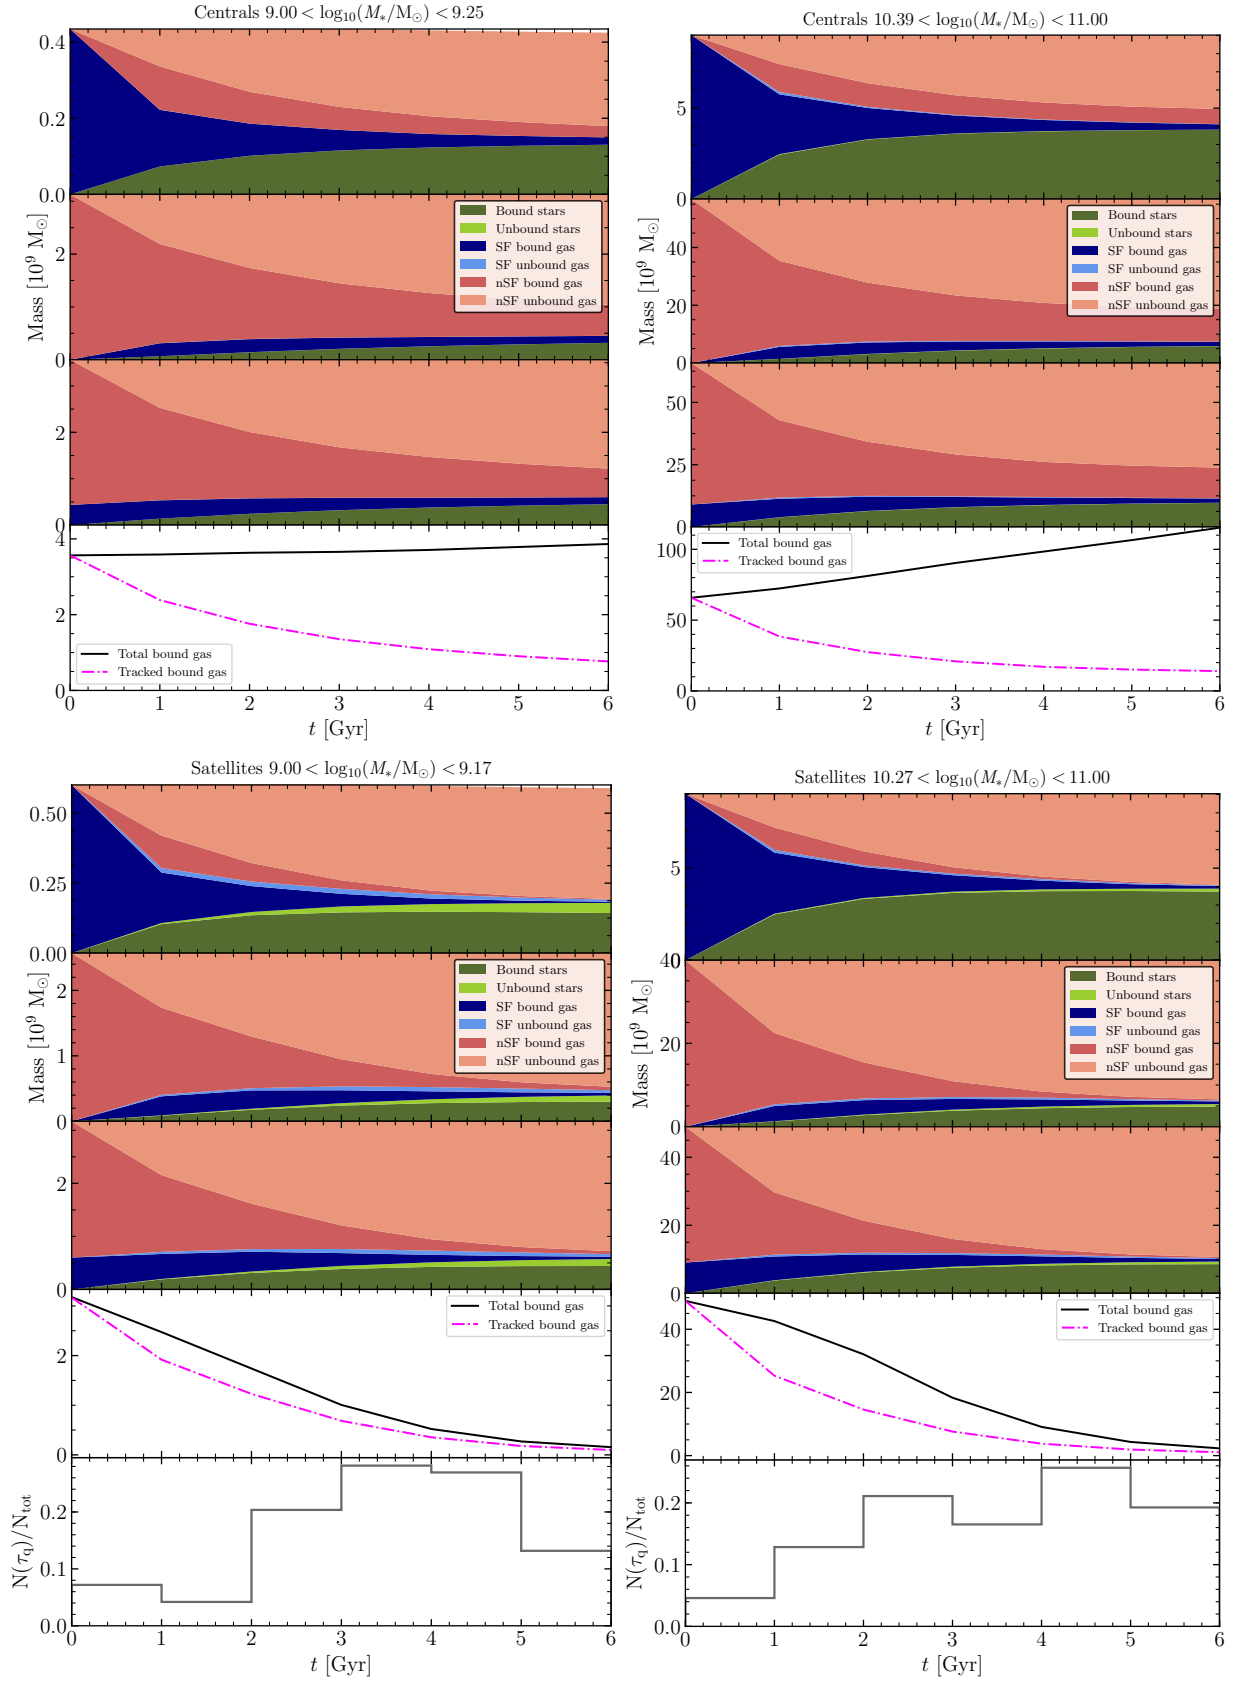 Centrals 9.00 < log₁₀(M*/M⊙) < 9.25
0.4
0.2
0.0
Mass [10⁹ M⊙]
2
0
Bound stars
Unbound stars
SF bound gas
SF unbound gas
nSF bound gas
nSF unbound gas
2
0
4
2
0
Total bound gas
Tracked bound gas
0 1 2 3 4 5 6
t [Gyr]
Centrals 10.39 < log₁₀(M*/M⊙) < 11.00
5
0
Mass [10⁹ M⊙]
40
20
0
Bound stars
Unbound stars
SF bound gas
SF unbound gas
nSF bound gas
nSF unbound gas
50
25
0
100
50
0
Total bound gas
Tracked bound gas
0 1 2 3 4 5 6
t [Gyr]
Satellites 9.00 < log₁₀(M*/M⊙) < 9.17
0.50
0.25
0.00
Mass [10⁹ M⊙]
2
1
0
Bound stars
Unbound stars
SF bound gas
SF unbound gas
nSF bound gas
nSF unbound gas
2
0
2
0
Total bound gas
Tracked bound gas
N(τq)/Ntot
0.2
0.1
0.0
0 1 2 3 4 5 6
t [Gyr]
Satellites 10.27 < log₁₀(M*/M⊙) < 11.00
5
0
Mass [10⁹ M⊙]
40
20
0
Bound stars
Unbound stars
SF bound gas
SF unbound gas
nSF bound gas
nSF unbound gas
40
20
0
40
20
0
Total bound gas
Tracked bound gas
N(τq)/Ntot
0.2
0.1
0.0
0 1 2 3 4 5 6
t [Gyr]